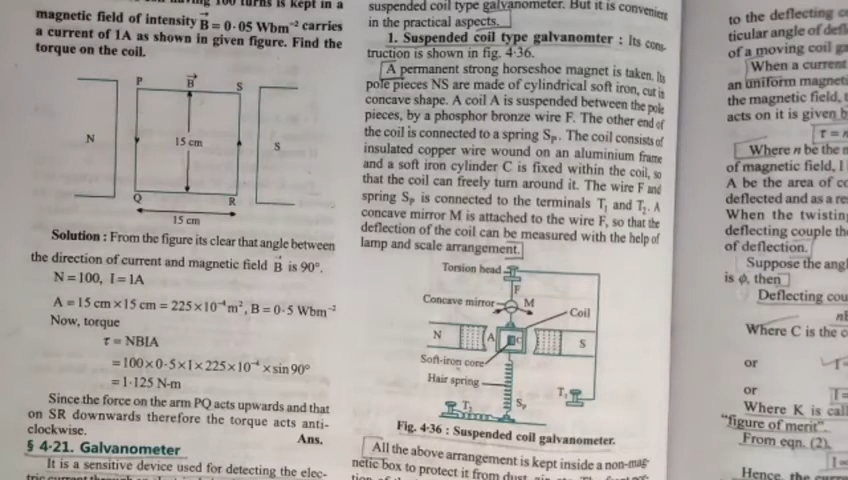 100 turns is kept in a
magnetic field of intensity B⃗ = 0·05 Wbm⁻² carries
a current of 1A as shown in given figure. Find the
torque on the coil.
P
B⃗
S
N
15 cm
S
Q
R
15 cm
Solution : From the figure its clear that angle between
the direction of current and magnetic field B⃗ is 90°.
N = 100, I = 1A
A = 15 cm × 15 cm = 225 × 10⁻⁴ m², B = 0·5 Wbm⁻²
Now, torque
τ = NBIA
= 100 × 0·5 × 1 × 225 × 10⁻⁴ × sin 90°
= 1·125 N-m
Since the force on the arm PQ acts upwards and that
on SR downwards therefore the torque acts anti-
clockwise.
Ans.
§ 4·21. Galvanometer
It is a sensitive device used for detecting the elec-
suspended coil type galvanometer. But it is convenient
in the practical aspects.
1. Suspended coil type galvanomter : Its cons-
truction is shown in fig. 4·36.
A permanent strong horseshoe magnet is taken. Its
pole pieces NS are made of cylindrical soft iron, cut in
concave shape. A coil A is suspended between the pole
pieces, by a phosphor bronze wire F. The other end of
the coil is connected to a spring Sₚ. The coil consists of
insulated copper wire wound on an aluminium frame
and a soft iron cylinder C is fixed within the coil, so
that the coil can freely turn around it. The wire F and
spring Sₚ is connected to the terminals T₁ and T₂. A
concave mirror M is attached to the wire F, so that the
deflection of the coil can be measured with the help of
lamp and scale arrangement.
Torsion head
F
Concave mirror
M
Coil
N
A
C
S
Soft-iron core
Hair spring
T₁
T₂
Sₚ
Fig. 4·36 : Suspended coil galvanometer.
All the above arrangement is kept inside a non-mag-
netic box to protect it from dust, air
to the deflecting
ticular angle of
of a moving coil
When a current
an uniform
the magnetic field,
acts on it is given
τ =
Where n be the
of magnetic field, I
A be the area of
deflected and as a
When the twisting
deflecting couple
of deflection.
Suppose the
is ϕ, then
Deflecting
Where C is the
or
or
Where K is
"figure of merit".
From eqn. (2),
Hence, the